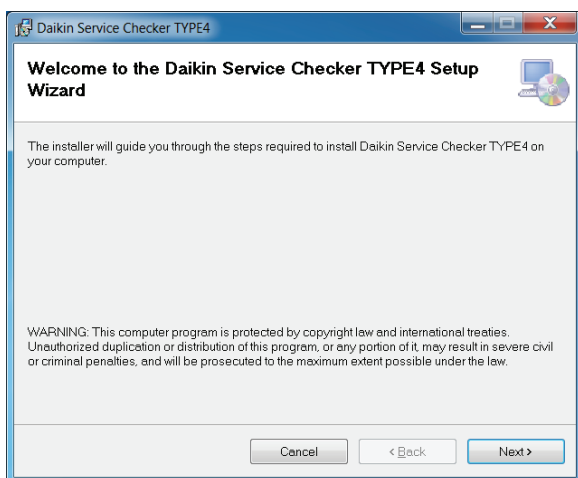 Daikin Service Checker TYPE4
Welcome to the Daikin Service Checker TYPE4 Setup
Wizard
The installer will guide you through the steps required to install Daikin Service Checker TYPE4 on
your computer.
WARNING: This computer program is protected by copyright law and international treaties.
Unauthorized duplication or distribution of this program, or any portion of it, may result in severe civil
or criminal penalties, and will be prosecuted to the maximum extent possible under the law.
Cancel < Back Next >